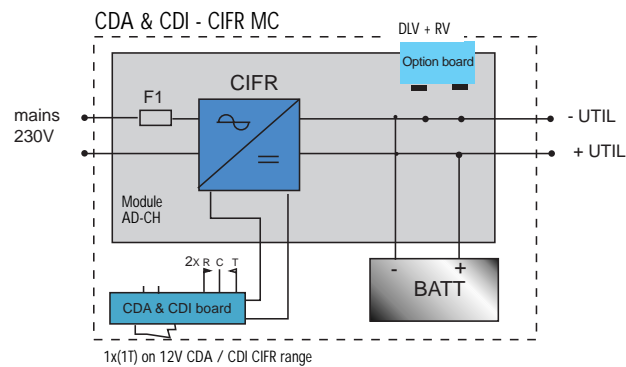 CDA & CDI - CIFR MC
DLV + RV
Option board
CIFR
F1
mains
230V
- UTIL
+ UTIL
Module
AD-CH
2x R C T
- +
BATT
CDA & CDI board
1x(1T) on 12V CDA / CDI CIFR range